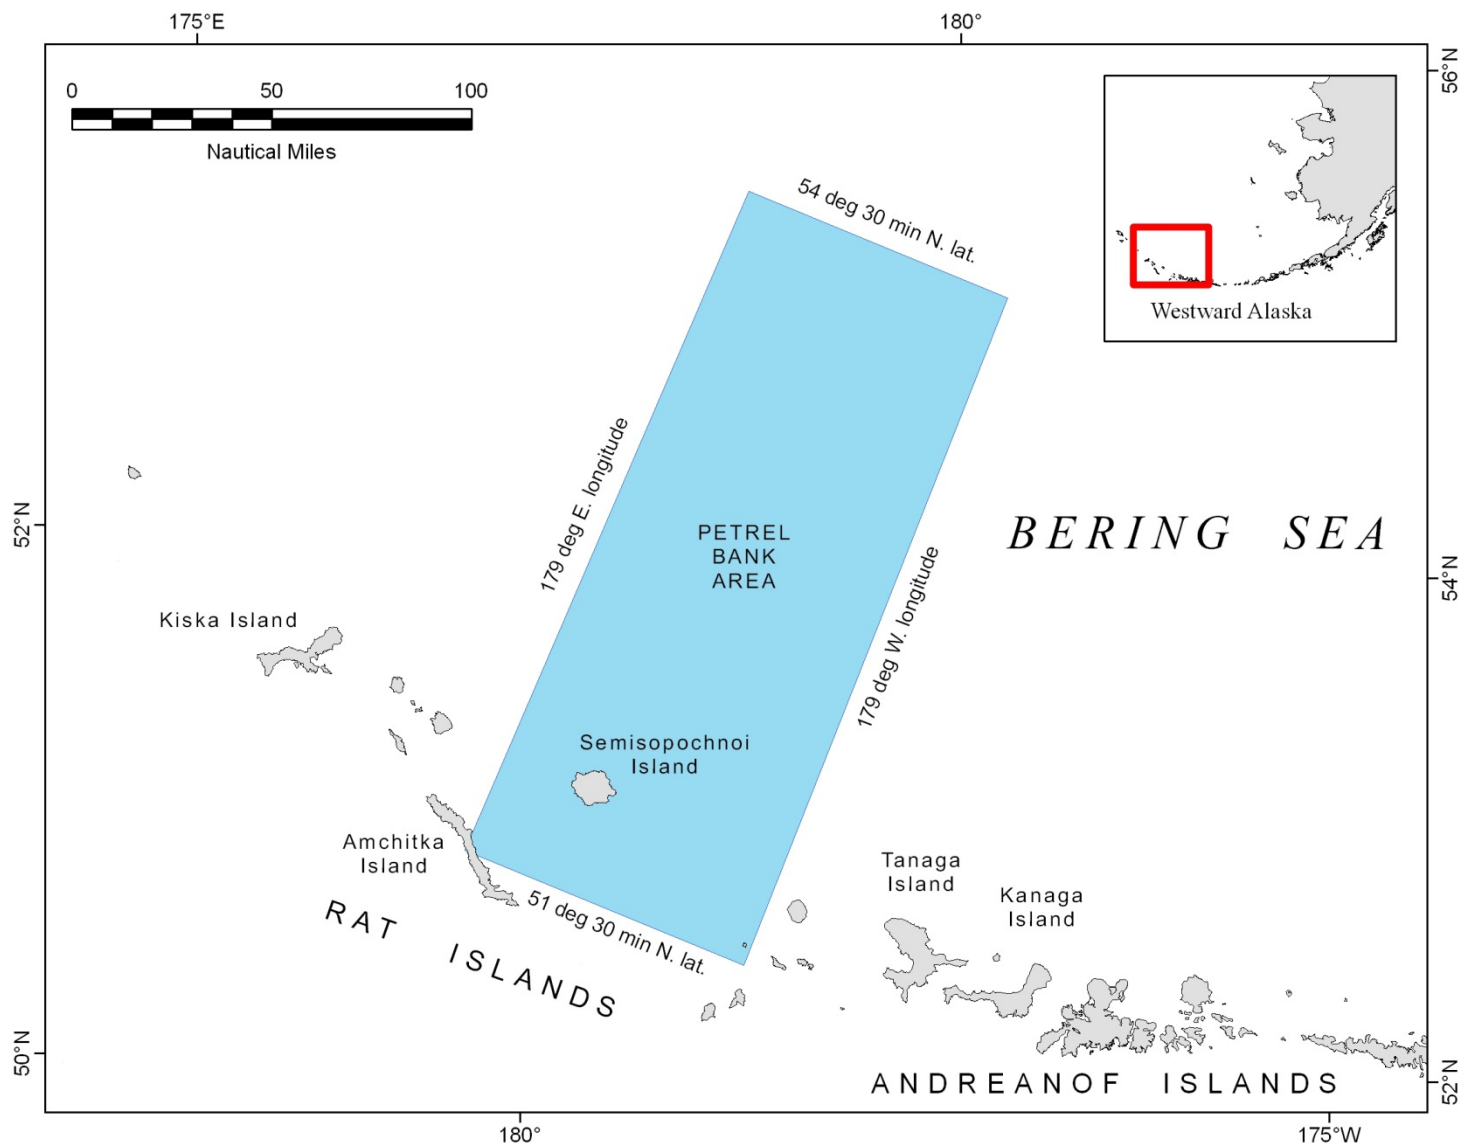 175°E
180°
0
50
100
Nautical Miles
56°N
54 deg 30 min N. lat.
Westward Alaska
179 deg E. longitude
52°N
PETREL
BANK
AREA
BERING SEA
54°N
Kiska Island
179 deg W. longitude
Semisopochnoi
Island
Amchitka
Island
Tanaga
Island
Kanaga
Island
51 deg 30 min N. lat.
RAT ISLANDS
50°N
ANDREANOF ISLANDS
52°N
180°
175°W